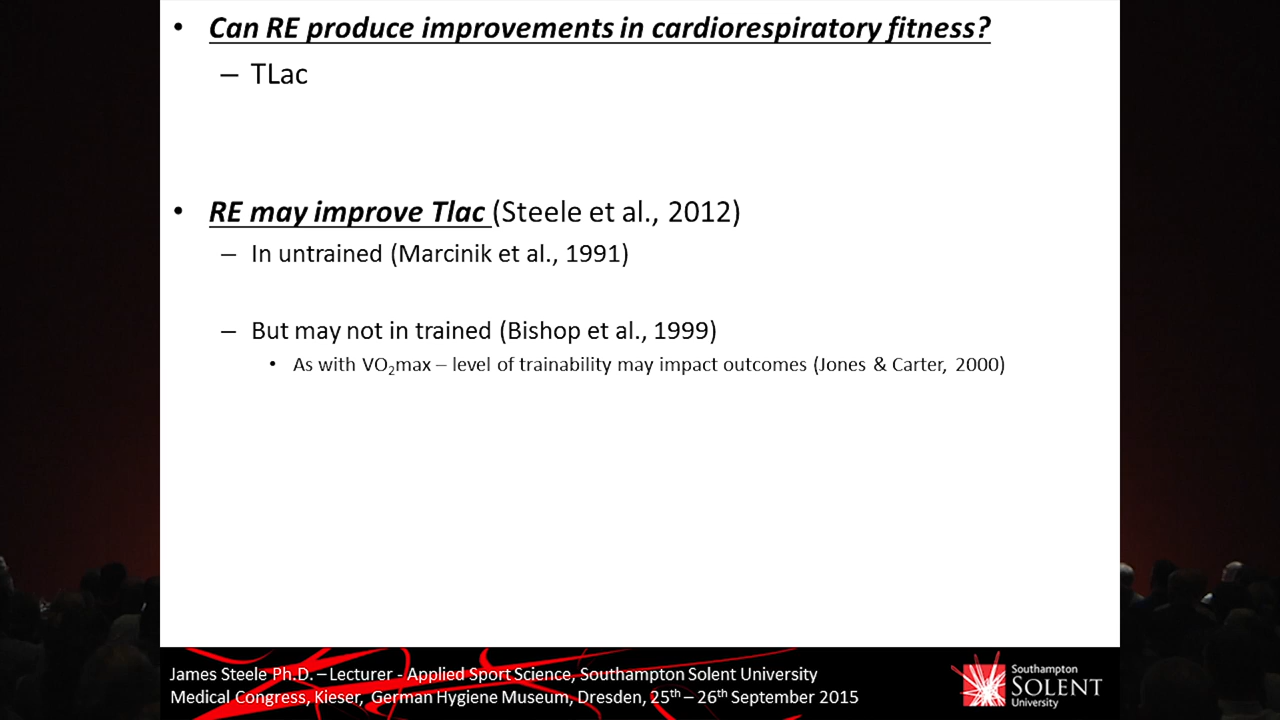 • Can RE produce improvements in cardiorespiratory fitness?
– TLac
• RE may improve Tlac (Steele et al., 2012)
– In untrained (Marcinik et al., 1991)
– But may not in trained (Bishop et al., 1999)
• As with VO₂max – level of trainability may impact outcomes (Jones & Carter, 2000)
James Steele Ph.D. – Lecturer - Applied Sport Science, Southampton Solent University
Medical Congress, Kieser, German Hygiene Museum, Dresden, 25th – 26th September 2015
Southampton
SOLENT
University